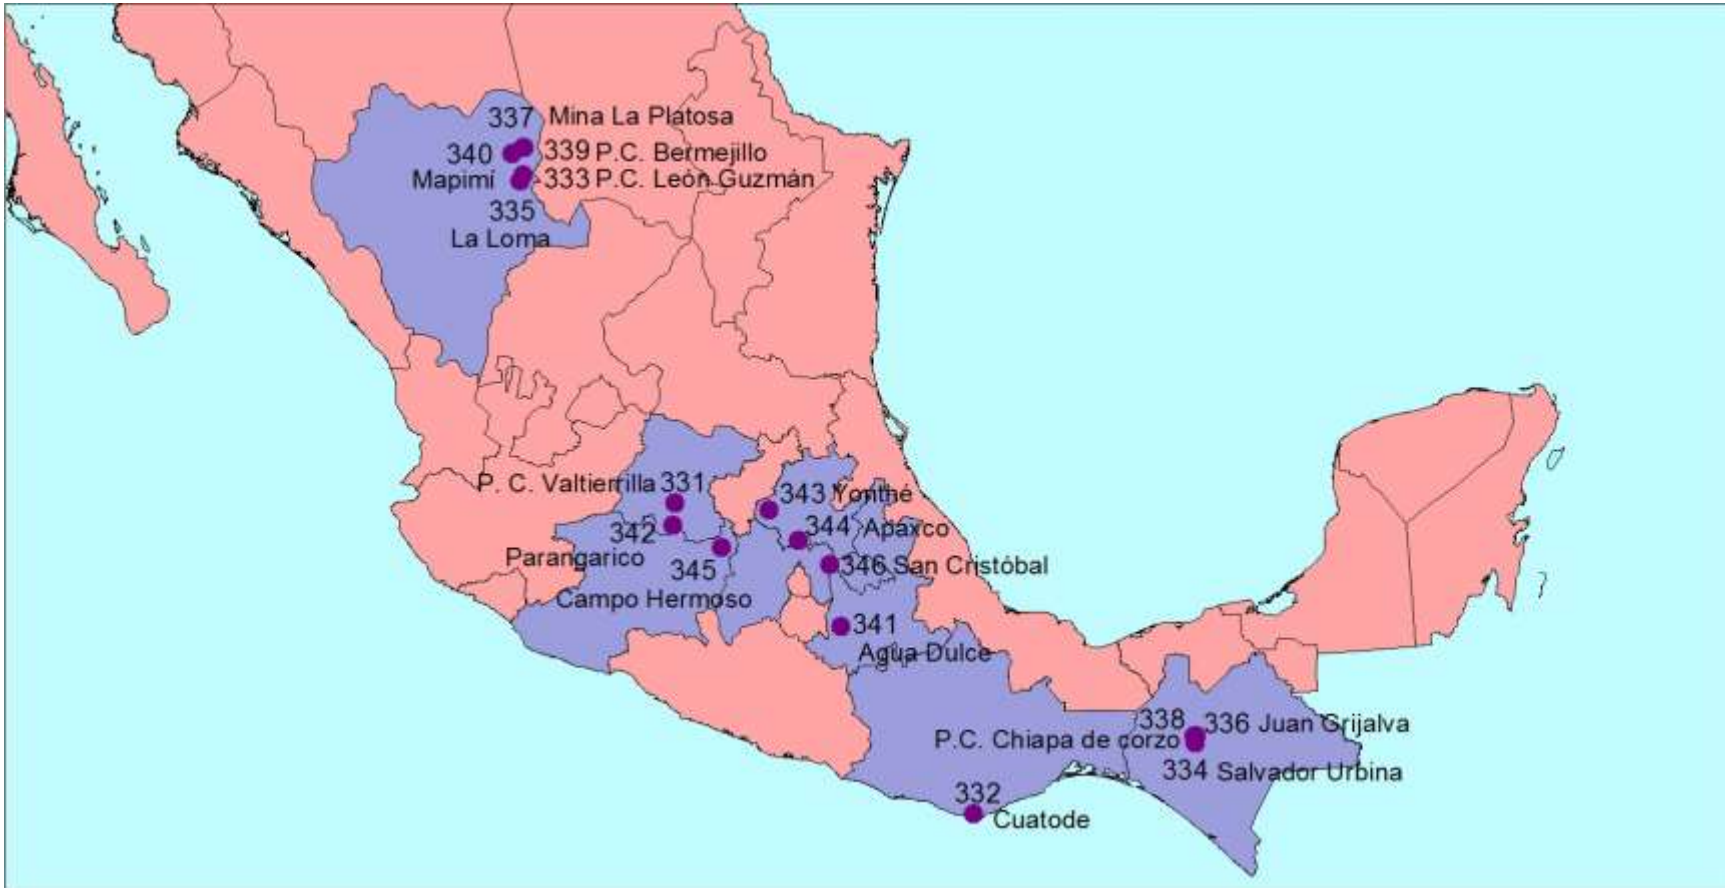 337 Mina La Platosa
340 339 P.C. Bermejillo
Mapimí 333 P.C. León Guzmán
335
La Loma
P. C. Valtierrilla 331
343 Yonthé
342 344 Apaxco
Parangarico
345 346 San Cristóbal
Campo Hermoso
341
Agua Dulce
338 336 Juan Grijalva
P.C. Chiapa de corzo
334 Salvador Urbina
332
Cuatode